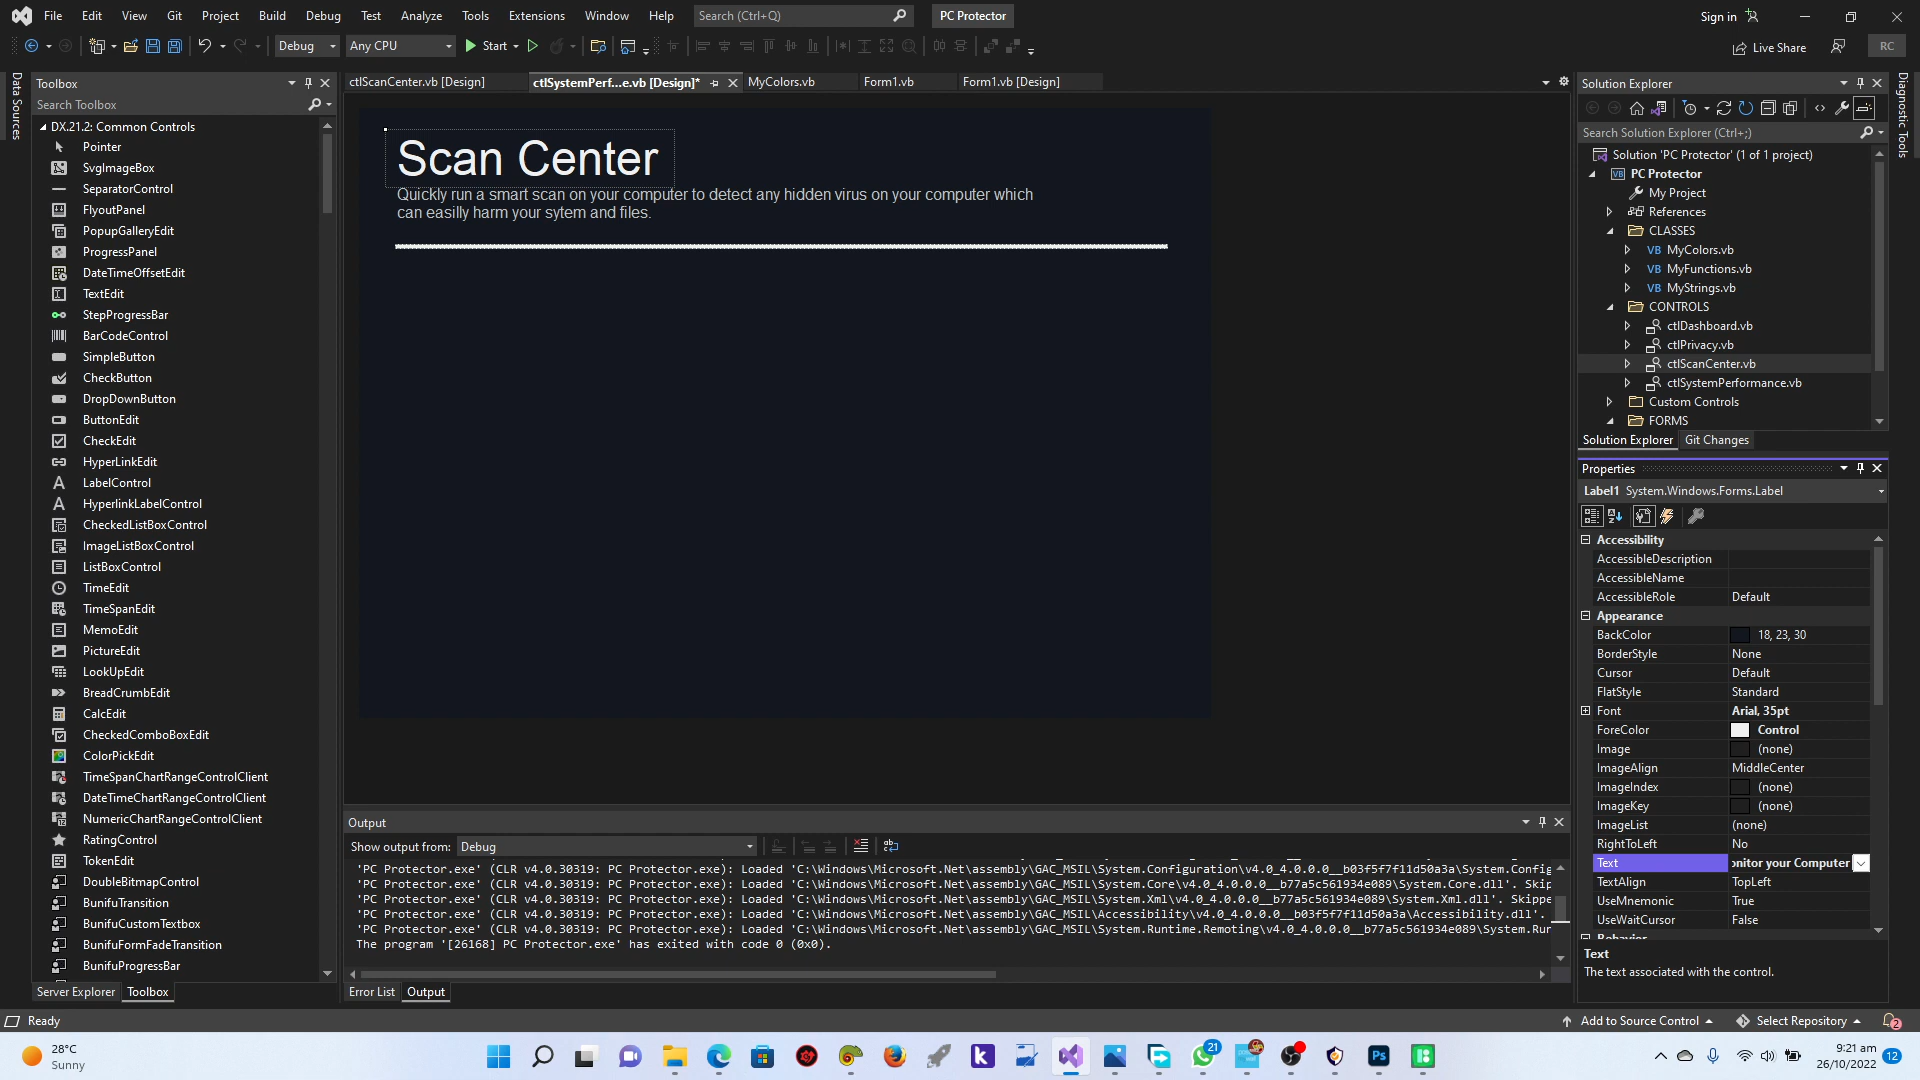 File Edit View Git Project Build Debug Test Analyze Tools Extensions Window Help Search (Ctrl+Q) PC Protector Sign in
Debug Any CPU Start Live Share RC
Data Sources
Toolbox
Search Toolbox
DX.21.2: Common Controls
Pointer
SvgImageBox
SeparatorControl
FlyoutPanel
PopupGalleryEdit
ProgressPanel
DateTimeOffsetEdit
TextEdit
StepProgressBar
BarCodeControl
SimpleButton
CheckButton
DropDownButton
ButtonEdit
CheckEdit
HyperLinkEdit
LabelControl
HyperlinkLabelControl
CheckedListBoxControl
ImageListBoxControl
ListBoxControl
TimeEdit
TimeSpanEdit
MemoEdit
PictureEdit
LookUpEdit
BreadCrumbEdit
CalcEdit
CheckedComboBoxEdit
ColorPickEdit
TimeSpanChartRangeControlClient
DateTimeChartRangeControlClient
NumericChartRangeControlClient
RatingControl
TokenEdit
DoubleBitmapControl
BunifuTransition
BunifuCustomTextbox
BunifuFormFadeTransition
BunifuProgressBar
Server Explorer Toolbox
ctlScanCenter.vb [Design] ctlSystemPerf...e.vb [Design]* MyColors.vb Form1.vb Form1.vb [Design]
Scan Center
Quickly run a smart scan on your computer to detect any hidden virus on your computer which
can easilly harm your sytem and files.
Output
Show output from: Debug
'PC Protector.exe' (CLR v4.0.30319: PC Protector.exe): Loaded 'C:\Windows\Microsoft.Net\assembly\GAC_MSIL\System.Configuration\v4.0_4.0.0.0__b03f5f7f11d50a3a\System.Config
'PC Protector.exe' (CLR v4.0.30319: PC Protector.exe): Loaded 'C:\Windows\Microsoft.Net\assembly\GAC_MSIL\System.Core\v4.0_4.0.0.0__b77a5c561934e089\System.Core.dll'. Skip
'PC Protector.exe' (CLR v4.0.30319: PC Protector.exe): Loaded 'C:\Windows\Microsoft.Net\assembly\GAC_MSIL\System.Xml\v4.0_4.0.0.0__b77a5c561934e089\System.Xml.dll'. Skippe
'PC Protector.exe' (CLR v4.0.30319: PC Protector.exe): Loaded 'C:\Windows\Microsoft.Net\assembly\GAC_MSIL\Accessibility\v4.0_4.0.0.0__b03f5f7f11d50a3a\Accessibility.dll'.
'PC Protector.exe' (CLR v4.0.30319: PC Protector.exe): Loaded 'C:\Windows\Microsoft.Net\assembly\GAC_MSIL\System.Runtime.Remoting\v4.0_4.0.0.0__b77a5c561934e089\System.Run
The program '[26168] PC Protector.exe' has exited with code 0 (0x0).
Error List Output
Solution Explorer
Search Solution Explorer (Ctrl+;)
Solution 'PC Protector' (1 of 1 project)
PC Protector
My Project
References
CLASSES
MyColors.vb
MyFunctions.vb
MyStrings.vb
CONTROLS
ctlDashboard.vb
ctlPrivacy.vb
ctlScanCenter.vb
ctlSystemPerformance.vb
Custom Controls
FORMS
Solution Explorer Git Changes
Properties
Label1 System.Windows.Forms.Label
Accessibility
AccessibleDescription
AccessibleName
AccessibleRole Default
Appearance
BackColor 18, 23, 30
BorderStyle None
Cursor Default
FlatStyle Standard
Font Arial, 35pt
ForeColor Control
Image (none)
ImageAlign MiddleCenter
ImageIndex (none)
ImageKey (none)
ImageList (none)
RightToLeft No
Text onitor your Computer
TextAlign TopLeft
UseMnemonic True
UseWaitCursor False
Behavior
Text
The text associated with the control.
Diagnostic Tools
Ready Add to Source Control Select Repository 2
28°C
Sunny
21
9:21 am
26/10/2022
12